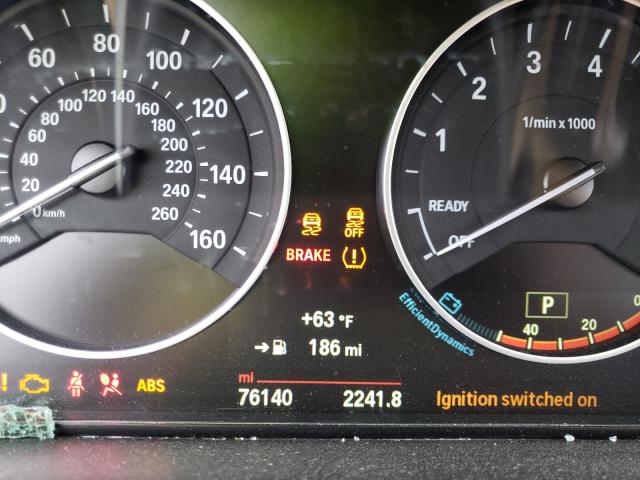 60
80
100
120
140
160
20
40
60
80
100
120
140
160
180
200
220
240
260
0 km/h
mph
1
2
3
4
1/min x 1000
READY
OFF
OFF
BRAKE
+63 °F
186 mi
mi
76140 2241.8
ABS
EfficientDynamics
P
40
20
0
Ignition switched on